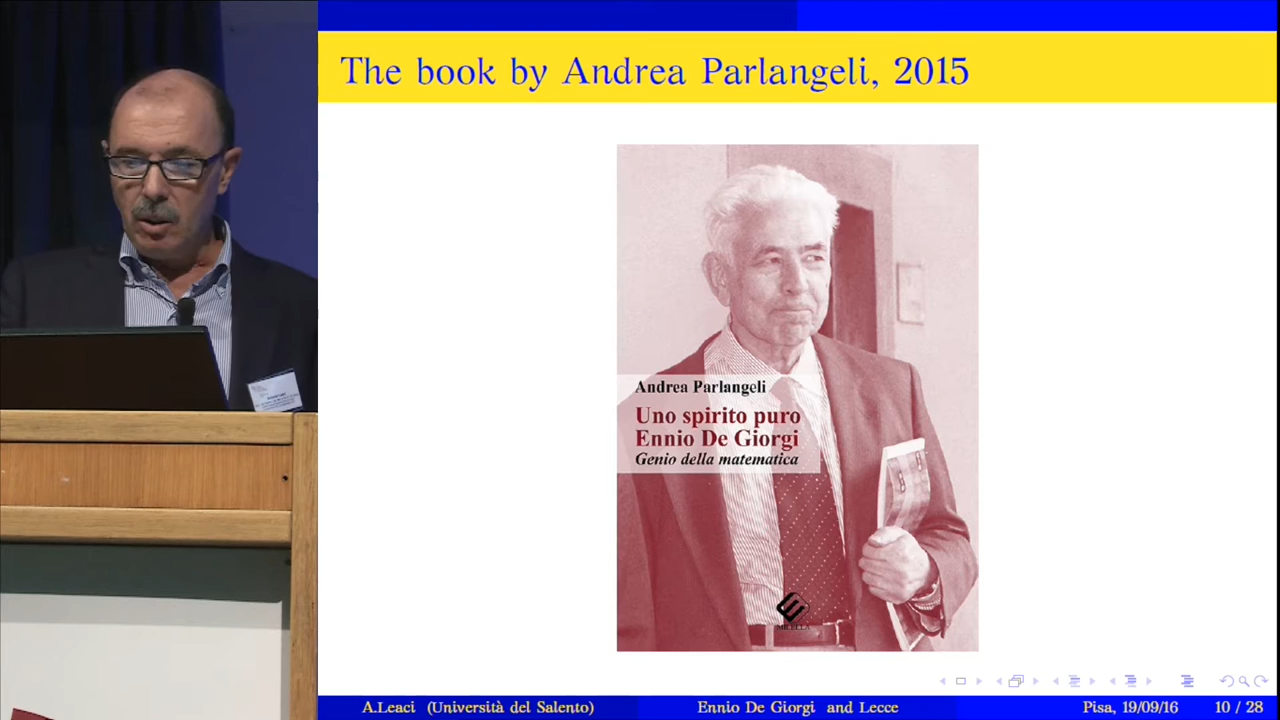 The book by Andrea Parlangeli, 2015
Andrea Parlangeli
Uno spirito puro
Ennio De Giorgi
Genio della matematica
A.Leaci (Università del Salento)
Ennio De Giorgi and Lecce
Pisa, 19/09/16
10 / 28